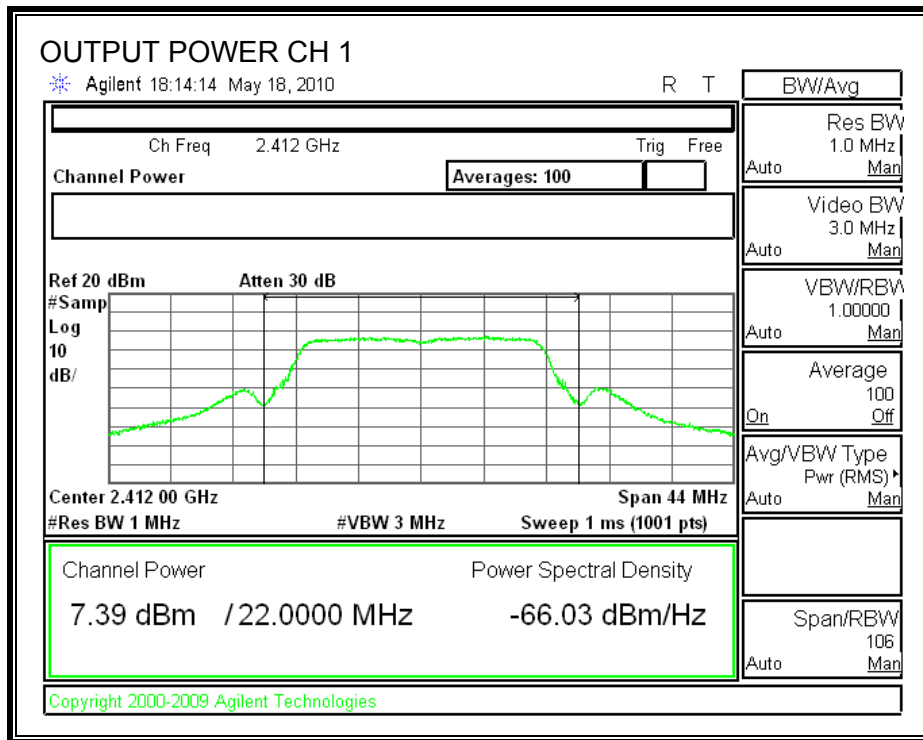 OUTPUT POWER CH 1
Agilent 18:14:14 May 18, 2010 R T
Ch Freq 2.412 GHz Trig Free
Channel Power Averages: 100
Ref 20 dBm Atten 30 dB
#Samp
Log
10
dB/
Center 2.412 00 GHz Span 44 MHz
#Res BW 1 MHz #VBW 3 MHz Sweep 1 ms (1001 pts)
Channel Power Power Spectral Density
7.39 dBm / 22.0000 MHz -66.03 dBm/Hz
Copyright 2000-2009 Agilent Technologies
BW/Avg
Res BW
1.0 MHz
Auto Man
Video BW
3.0 MHz
Auto Man
VBW/RBW
1.00000
Auto Man
Average
100
On Off
Avg/VBW Type
Pwr (RMS)
Auto Man
Span/RBW
106
Auto Man